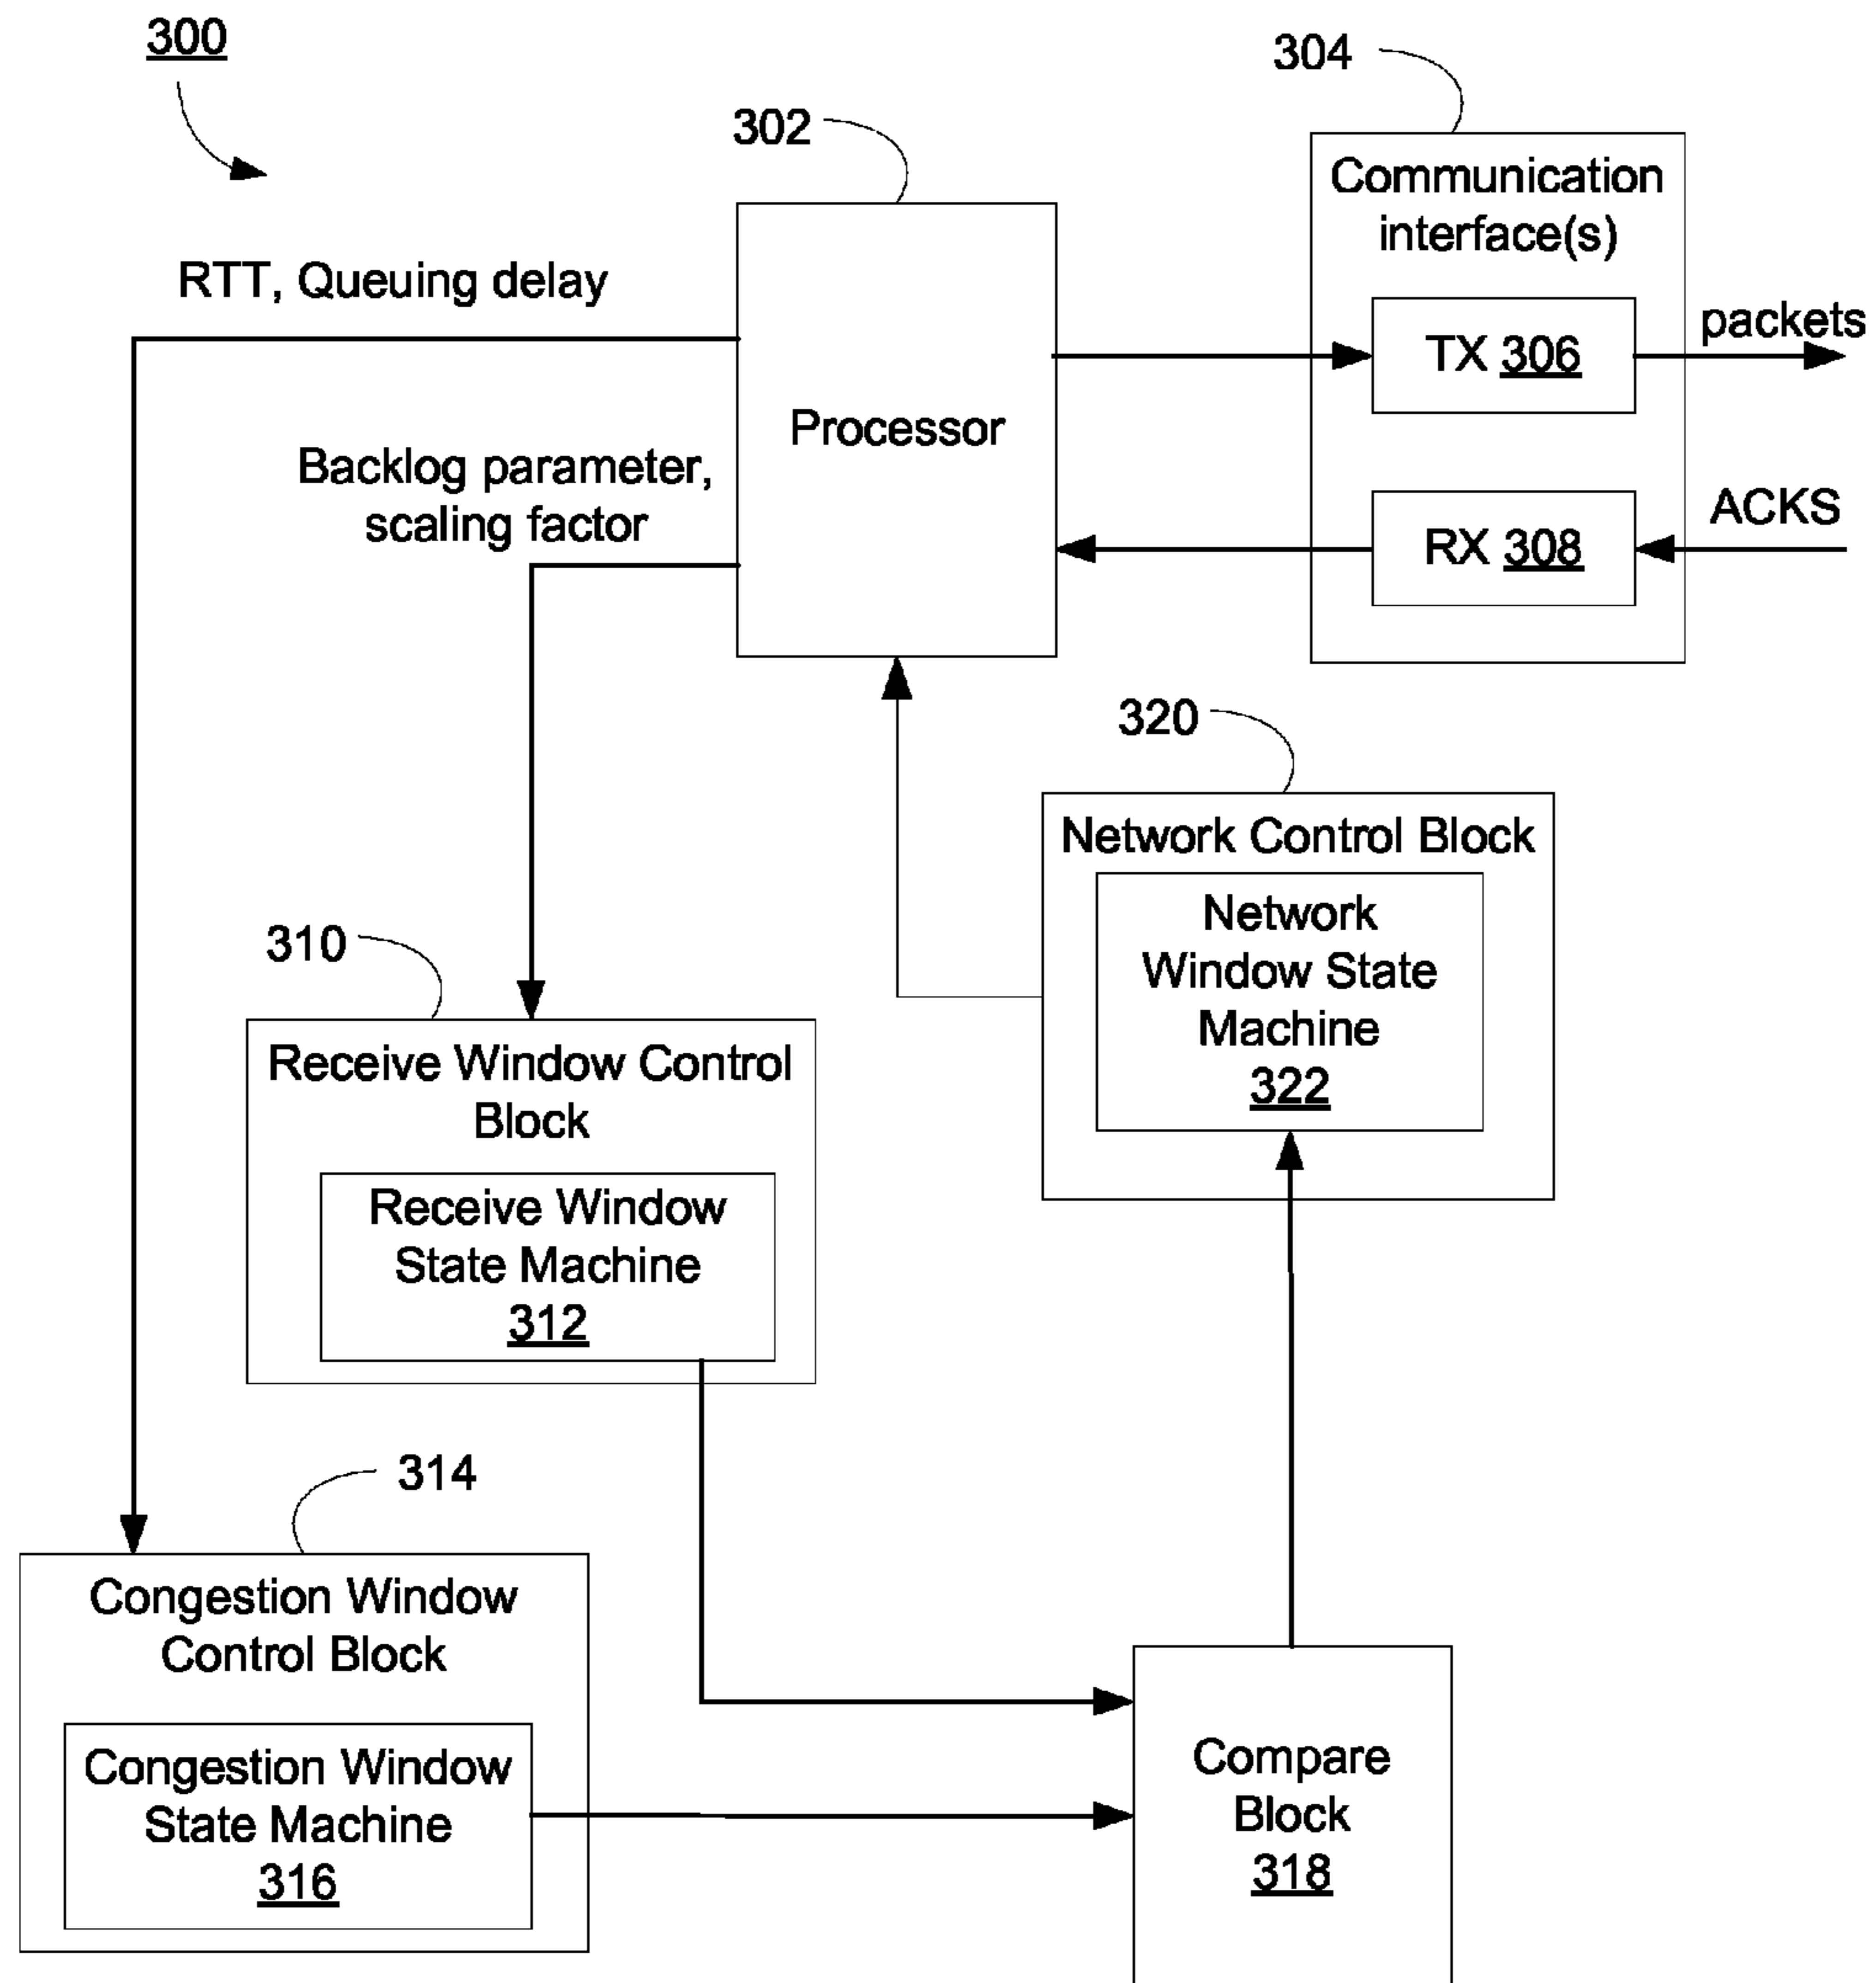 300
304
302
Communication
interface(s)
RTT, Queuing delay
packets
TX 306
Processor
Backlog parameter,
scaling factor
ACKS
RX 308
320
Network Control Block
Network
Window State
Machine
322
310
Receive Window Control
Block
Receive Window
State Machine
312
314
Congestion Window
Control Block
Congestion Window
State Machine
316
Compare
Block
318